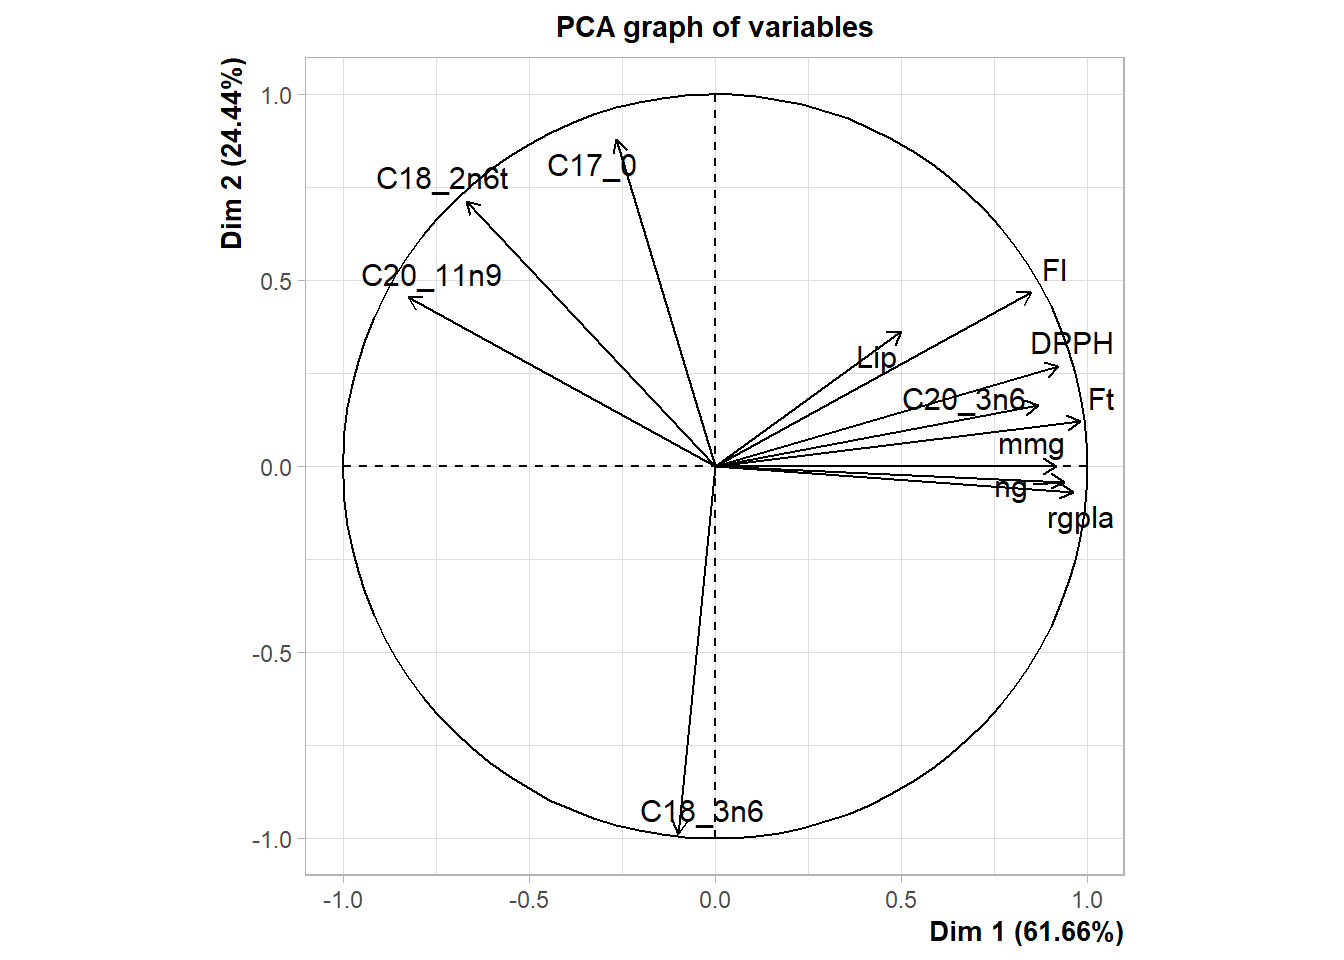 PCA graph of variables
Dim 2 (24.44%)
1.0
0.5
0.0
-0.5
-1.0
C17_0
C18_2n6t
C20_11n9
Fl
DPPH
Lip
C20_3n6
Ft
mmg
ng
rgpla
C18_3n6
-1.0 -0.5 0.0 0.5 1.0
Dim 1 (61.66%)